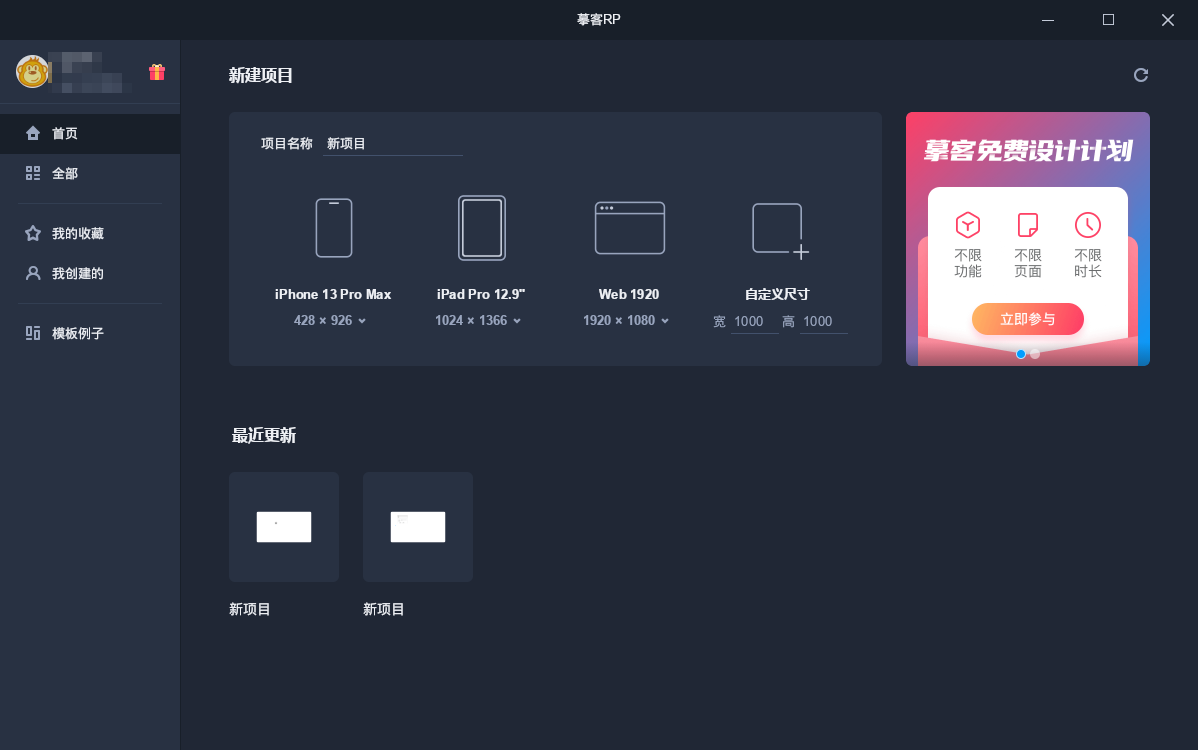 摹客RP
首页
全部
我的收藏
我创建的
模板例子
新建项目
项目名称 新项目
iPhone 13 Pro Max
428 × 926
iPad Pro 12.9"
1024 × 1366
Web 1920
1920 × 1080
自定义尺寸
宽 1000 高 1000
摹客免费设计计划
不限
功能
不限
页面
不限
时长
立即参与
最近更新
新项目
新项目